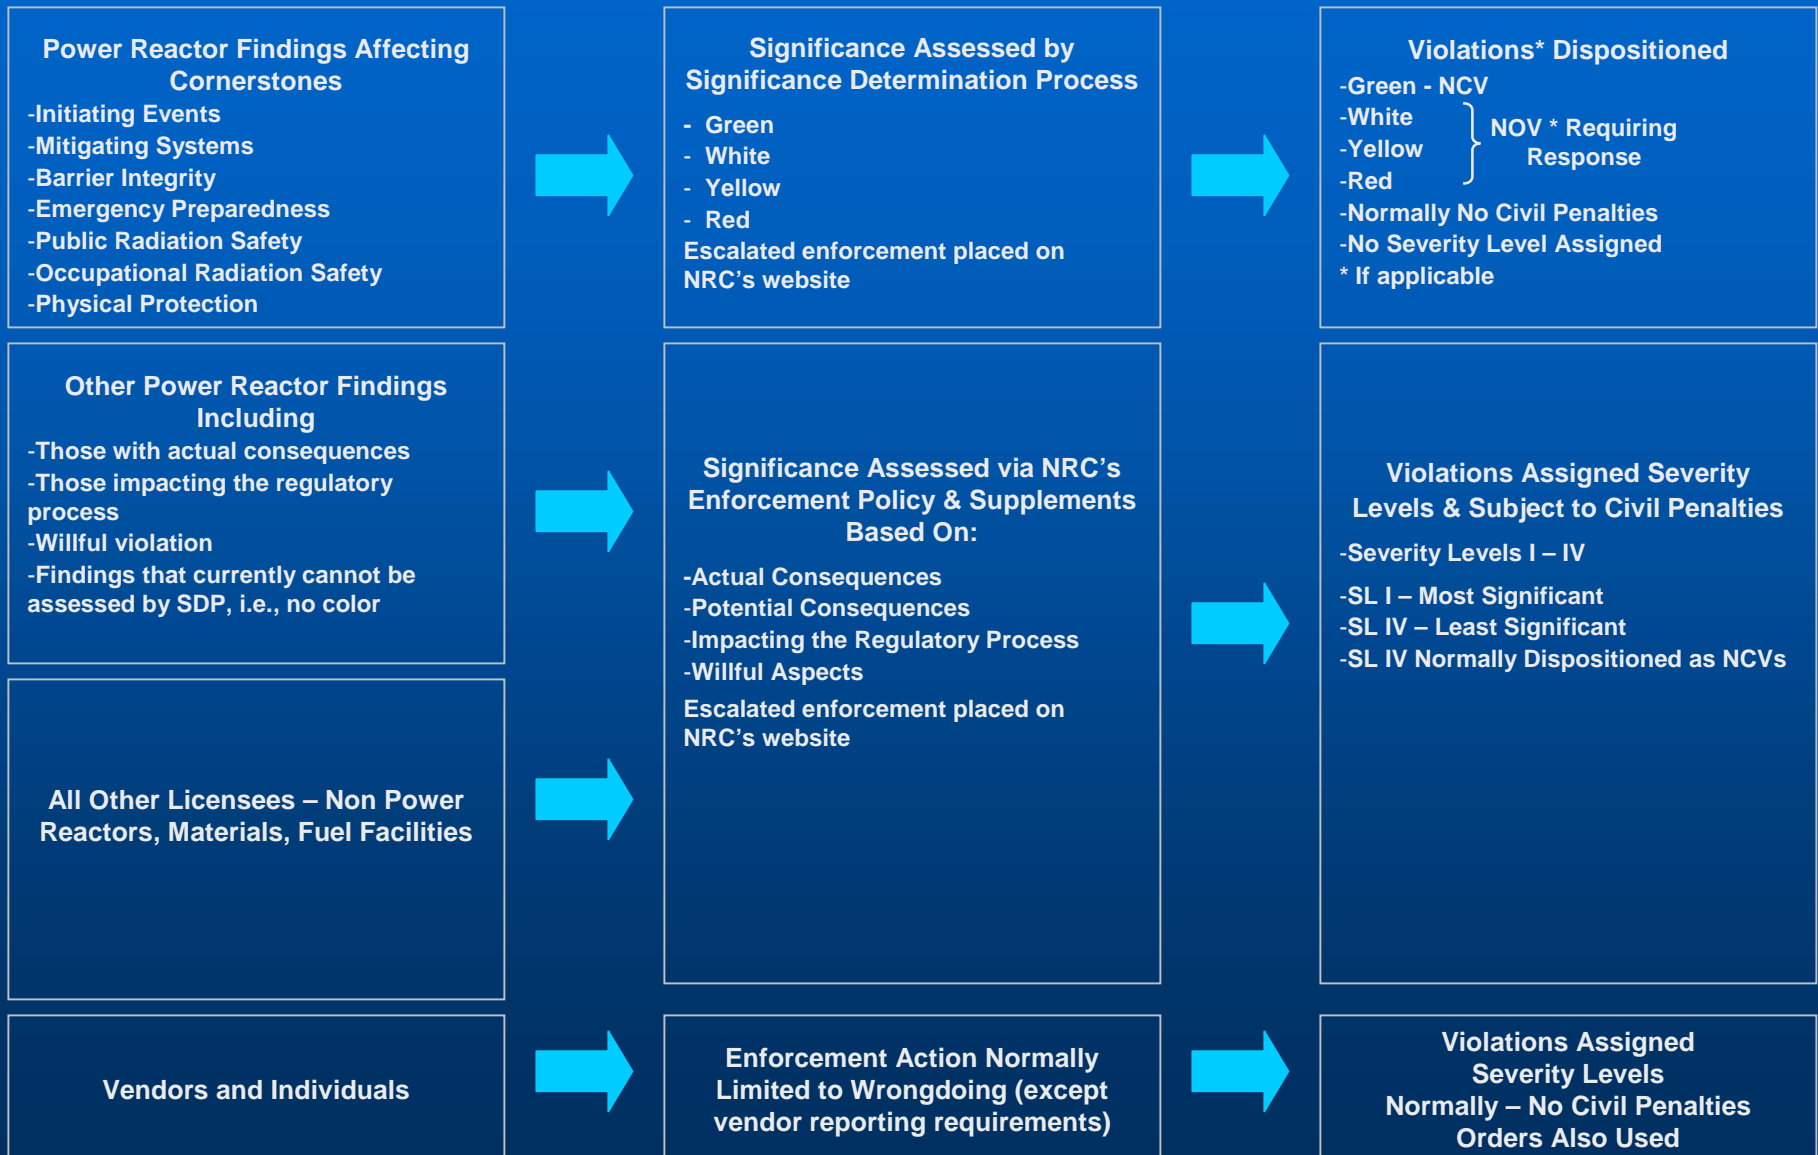 Power Reactor Findings Affecting
Cornerstones
-Initiating Events
-Mitigating Systems
-Barrier Integrity
-Emergency Preparedness
-Public Radiation Safety
-Occupational Radiation Safety
-Physical Protection
Significance Assessed by
Significance Determination Process
- Green
- White
- Yellow
- Red
Escalated enforcement placed on
NRC's website
Violations* Dispositioned
-Green - NCV
-White
-Yellow
-Red
NOV * Requiring
Response
-Normally No Civil Penalties
-No Severity Level Assigned
* If applicable
Other Power Reactor Findings
Including
-Those with actual consequences
-Those impacting the regulatory
process
-Willful violation
-Findings that currently cannot be
assessed by SDP, i.e., no color
All Other Licensees – Non Power
Reactors, Materials, Fuel Facilities
Significance Assessed via NRC's
Enforcement Policy & Supplements
Based On:
-Actual Consequences
-Potential Consequences
-Impacting the Regulatory Process
-Willful Aspects
Escalated enforcement placed on
NRC's website
Violations Assigned Severity
Levels & Subject to Civil Penalties
-Severity Levels I – IV
-SL I – Most Significant
-SL IV – Least Significant
-SL IV Normally Dispositioned as NCVs
Vendors and Individuals
Enforcement Action Normally
Limited to Wrongdoing (except
vendor reporting requirements)
Violations Assigned
Severity Levels
Normally – No Civil Penalties
Orders Also Used